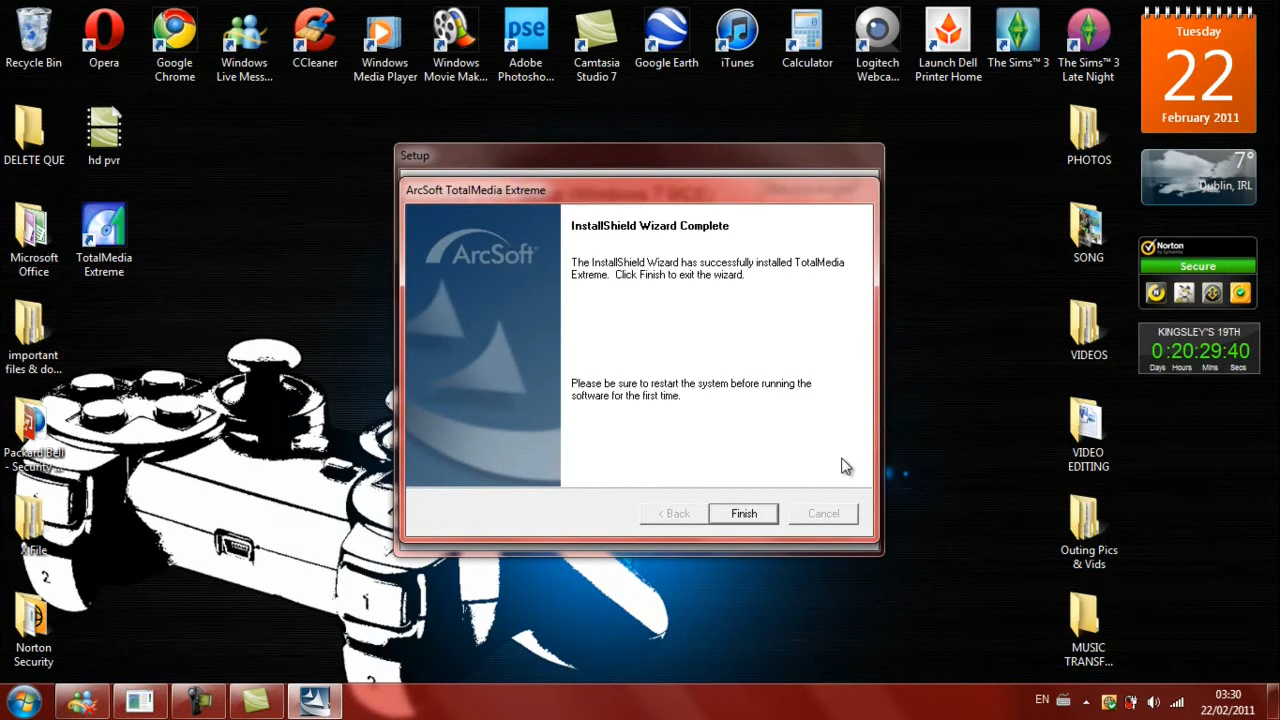 Recycle Bin
Opera
Google
Chrome
Windows
Live Mess...
CCleaner
Windows
Media Player
Windows
Movie Mak...
pse
Adobe
Photosho...
Camtasia
Studio 7
Google Earth
iTunes
Calculator
Logitech
Webca...
Launch Dell
Printer Home
The Sims™ 3
The Sims™ 3
Late Night
Tuesday
22
February 2011
DELETE QUE
hd pvr
PHOTOS
7°
Dublin, IRL
Microsoft
Office
TotalMedia
Extreme
SONG
Norton
by Symantec
Secure
important
files & do...
VIDEOS
KINGSLEY'S 19TH
0:20:29:40
Days Hours Mins Secs
Packard Bell
- Security ...
VIDEO
EDITING
X File
Outing Pics
& Vids
Norton
Security
MUSIC
TRANSF...
Setup
ArcSoft TotalMedia Extreme
ArcSoft®
InstallShield Wizard Complete
The InstallShield Wizard has successfully installed TotalMedia
Extreme. Click Finish to exit the wizard.
Please be sure to restart the system before running the
software for the first time.
< Back
Finish
Cancel
2
1
2
EN
03:30
22/02/2011